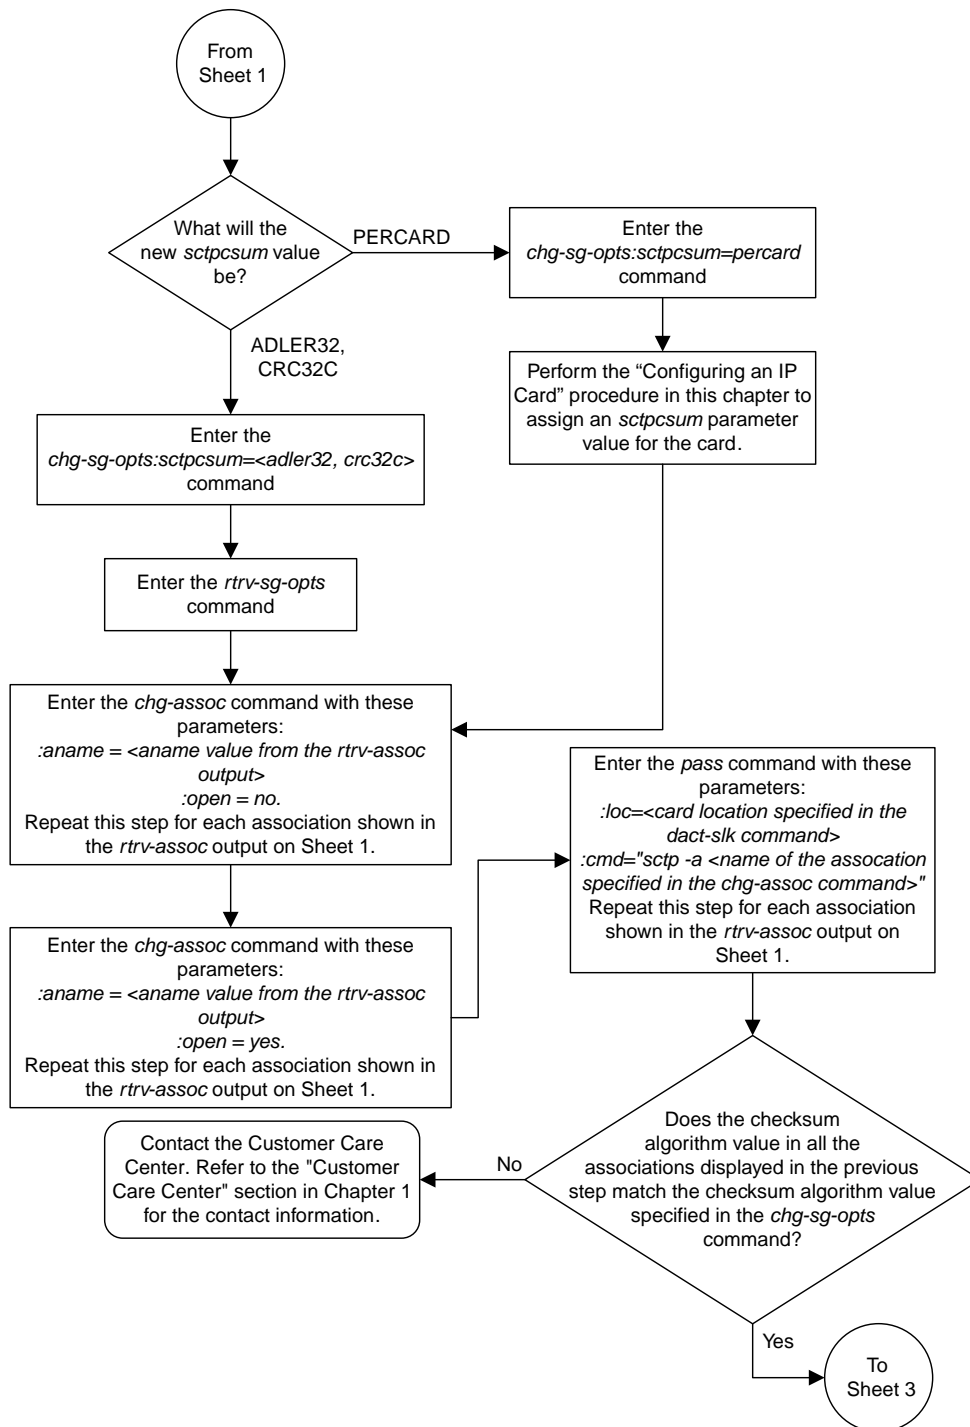 From
Sheet 1
What will the
new sctpcsum value
be?
PERCARD
Enter the
chg-sg-opts:sctpcsum=percard
command
ADLER32,
CRC32C
Perform the “Configuring an IP
Card” procedure in this chapter to
assign an sctpcsum parameter
value for the card.
Enter the
chg-sg-opts:sctpcsum=<adler32, crc32c>
command
Enter the rtrv-sg-opts
command
Enter the chg-assoc command with these
parameters:
:aname = <aname value from the rtrv-assoc
output>
:open = no.
Repeat this step for each association shown in
the rtrv-assoc output on Sheet 1.
Enter the chg-assoc command with these
parameters:
:aname = <aname value from the rtrv-assoc
output>
:open = yes.
Repeat this step for each association shown in
the rtrv-assoc output on Sheet 1.
Enter the pass command with these
parameters:
:loc=<card location specified in the
dact-slk command>
:cmd="sctp -a <name of the assocation
specified in the chg-assoc command>"
Repeat this step for each association
shown in the rtrv-assoc output on
Sheet 1.
Does the checksum
algorithm value in all the
associations displayed in the previous
step match the checksum algorithm value
specified in the chg-sg-opts
command?
No
Contact the Customer Care
Center. Refer to the "Customer
Care Center" section in Chapter 1
for the contact information.
Yes
To
Sheet 3